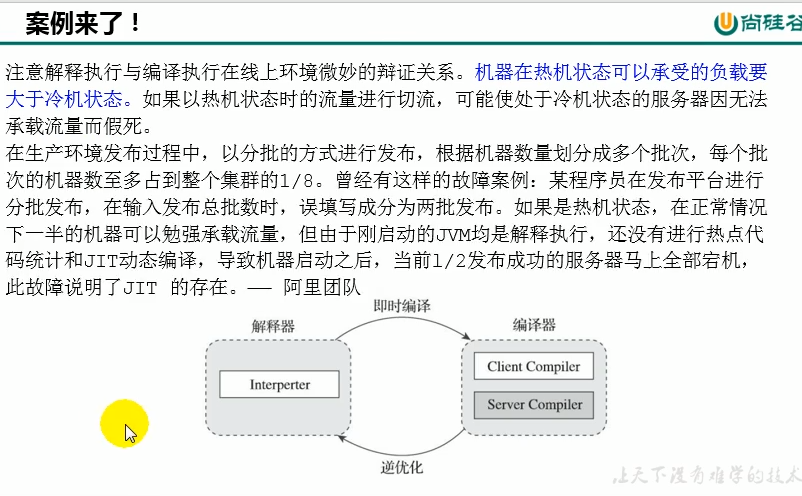 案例来了！
尚硅谷
注意解释执行与编译执行在线上环境微妙的辩证关系。机器在热机状态可以承受的负载要
大于冷机状态。如果以热机状态时的流量进行切流，可能使处于冷机状态的服务器因无法
承载流量而假死。
在生产环境发布过程中，以分批的方式进行发布，根据机器数量划分成多个批次，每个批
次的机器数至多占到整个集群的1/8。曾经有这样的故障案例：某程序员在发布平台进行
分批发布，在输入发布总批数时，误填写成分为两批发布。如果是热机状态，在正常情况
下一半的机器可以勉强承载流量，但由于刚启动的JVM均是解释执行，还没有进行热点代
码统计和JIT动态编译，导致机器启动之后，当前1/2发布成功的服务器马上全部宕机，
此故障说明了JIT 的存在。—— 阿里团队
即时编译
解释器
编译器
Interperter
Client Compiler
Server Compiler
逆优化
让天下没有难学的技术